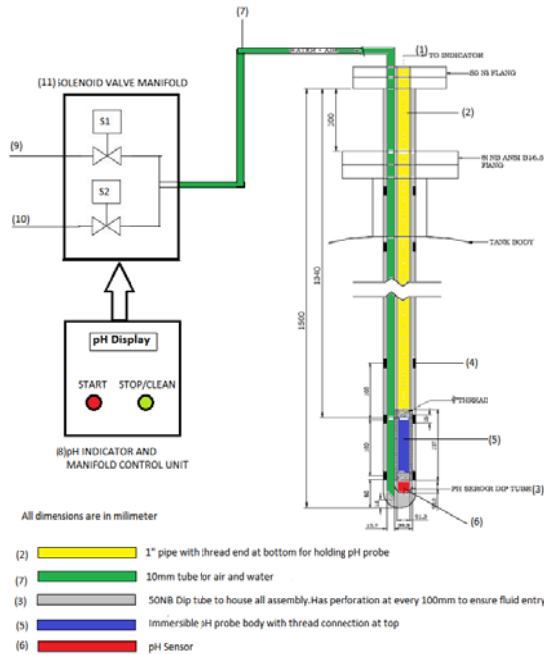 (7)
WATER + AIR
(1)
TO INDICATOR
50 NB FLANG
(11)SOLENOID VALVE MANIFOLD
S1
(2)
(9)
200
S2
FLANG
(10)
TANK BODY
1340
1500
pH Display
START STOP/CLEAN
(4)
THREAD
(5)
(8)pH INDICATOR AND
MANIFOLD CONTROL UNIT
PH SENSOR DIP TUBE (3)
(6)
All dimensions are in milimeter
(2) 1" pipe with thread end at bottom for holding pH probe
(7) 10mm tube for air and water
(3) 50NB Dip tube to house all assembly.Has perforation at every 100mm to ensure fluid entry
(5) Immersible pH probe body with thread connection at top
(6) pH Sensor